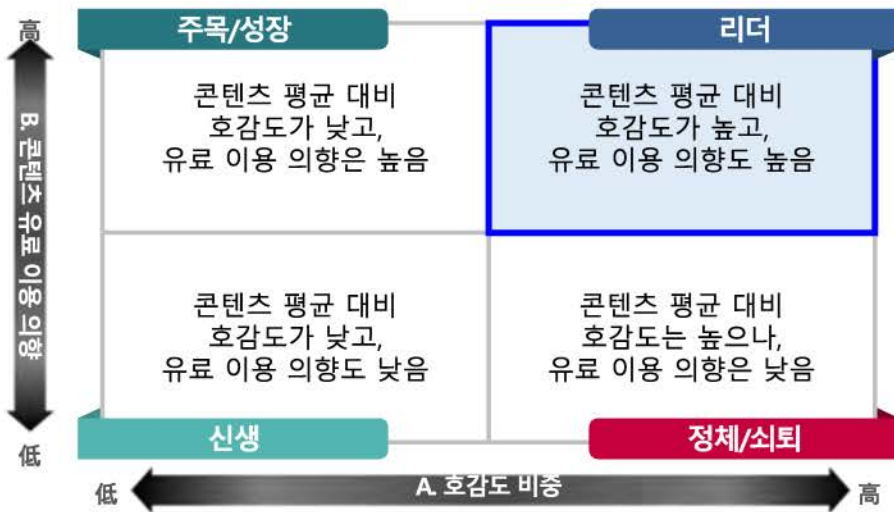 高
주목/성장
리더
콘텐츠 평균 대비
호감도가 낮고,
유료 이용 의향은 높음
콘텐츠 평균 대비
호감도가 높고,
유료 이용 의향도 높음
B. 콘텐츠 유료 이용 의향
콘텐츠 평균 대비
호감도가 낮고,
유료 이용 의향도 낮음
콘텐츠 평균 대비
호감도는 높으나,
유료 이용 의향은 낮음
신생
정체/쇠퇴
低
低
A. 호감도 비중
高